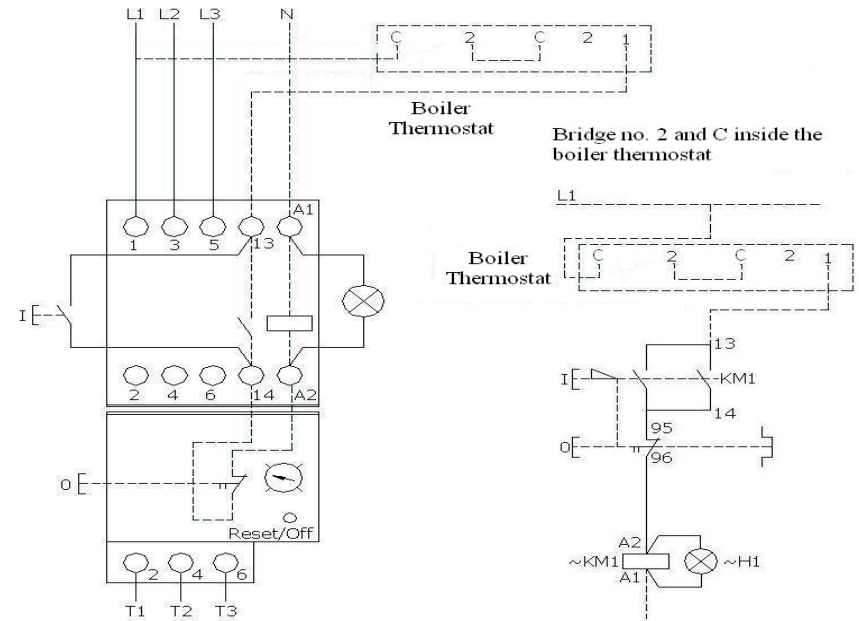 L1 L2 L3 N
C 2 C 2 1
Boiler
Thermostat
Bridge no. 2 and C inside the
boiler thermostat
L1
A1
1 3 5 13
Boiler
Thermostat
C 2 C 2 1
I
2 4 6 14 A2
13
I
KM1
14
95
O
96
O
Reset/Off
2 4 6
T1 T2 T3
A2
~KM1
~H1
A1